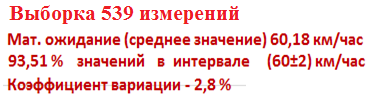 Выборка 539 измерений
Мат. ожидание (среднее значение) 60,18 км/час
93,51 % значений в интервале (60±2) км/час
Коэффициент вариации - 2,8 %